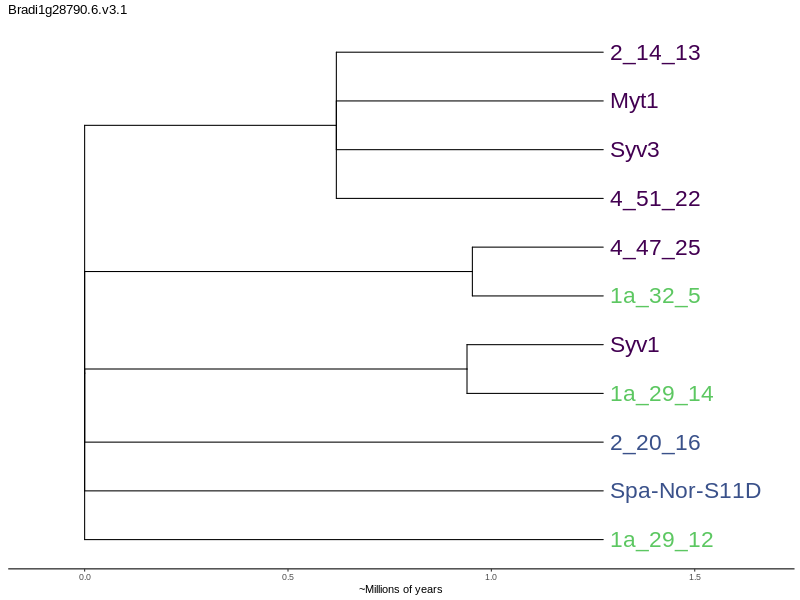 Bradi1g28790.6.v3.1
2_14_13
Myt1
Syv3
4_51_22
4_47_25
1a_32_5
Syv1
1a_29_14
2_20_16
Spa-Nor-S11D
1a_29_12
0.0 0.5 1.0 1.5
~Millions of years